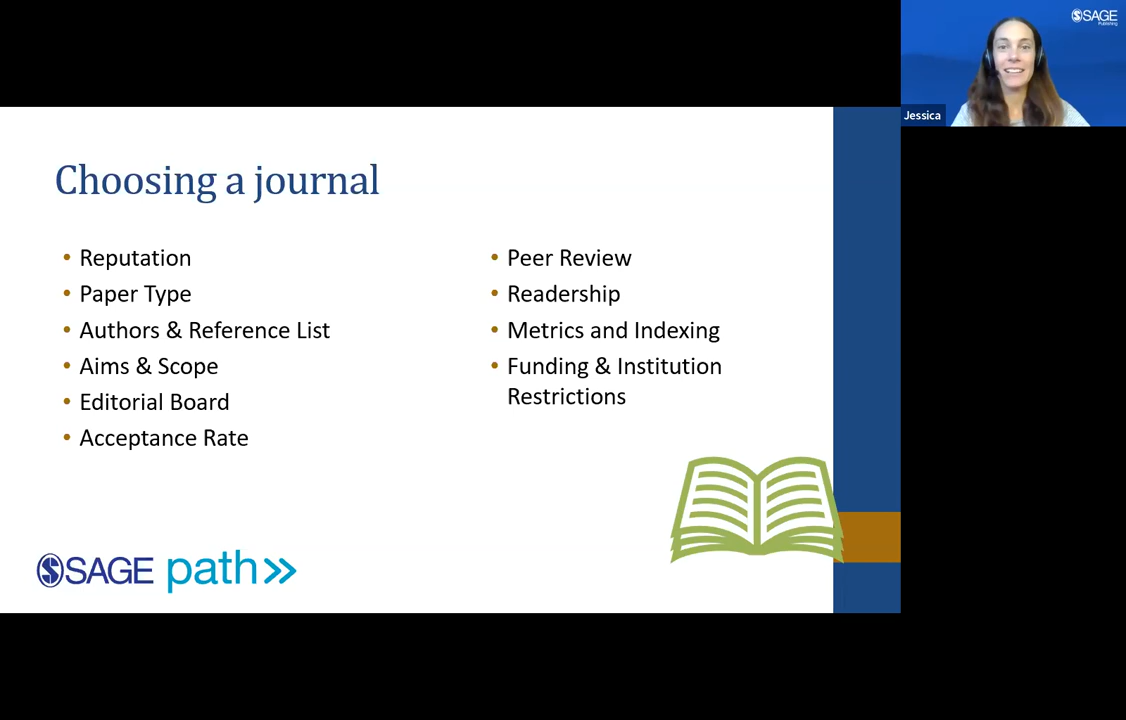 SAGE
Publishing
Jessica
Choosing a journal
• Reputation
• Paper Type
• Authors & Reference List
• Aims & Scope
• Editorial Board
• Acceptance Rate
• Peer Review
• Readership
• Metrics and Indexing
• Funding & Institution
Restrictions
SAGE path